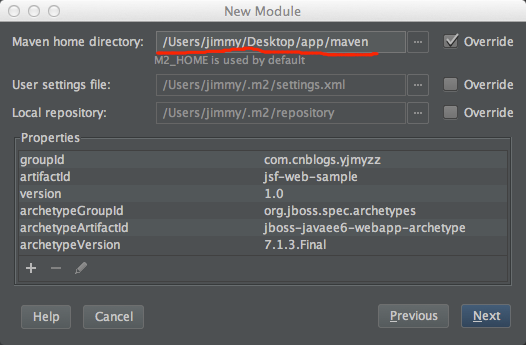 New Module
Maven home directory: /Users/jimmy/Desktop/app/maven ... Override
M2_HOME is used by default
User settings file: /Users/jimmy/.m2/settings.xml ... Override
Local repository: /Users/jimmy/.m2/repository ... Override
Properties
groupId com.cnblogs.yjmyzz
artifactId jsf-web-sample
version 1.0
archetypeGroupId org.jboss.spec.archetypes
archetypeArtifactId jboss-javaee6-webapp-archetype
archetypeVersion 7.1.3.Final
Help Cancel Previous Next